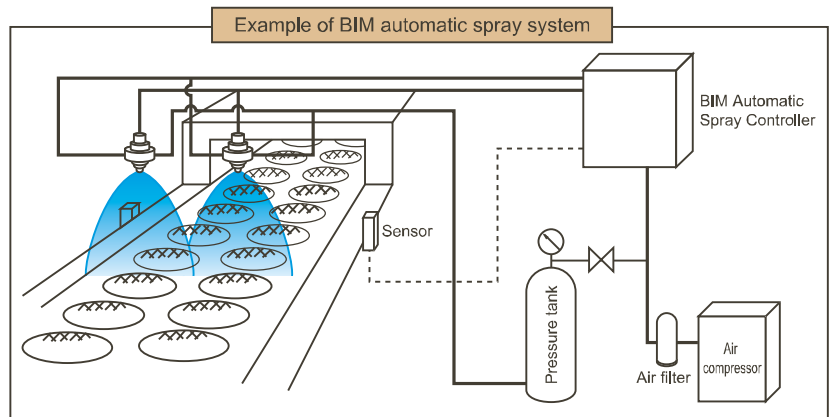 Example of BIM automatic spray system
BIM Automatic
Spray Controller
Sensor
Pressure tank
Air filter
Air
compressor